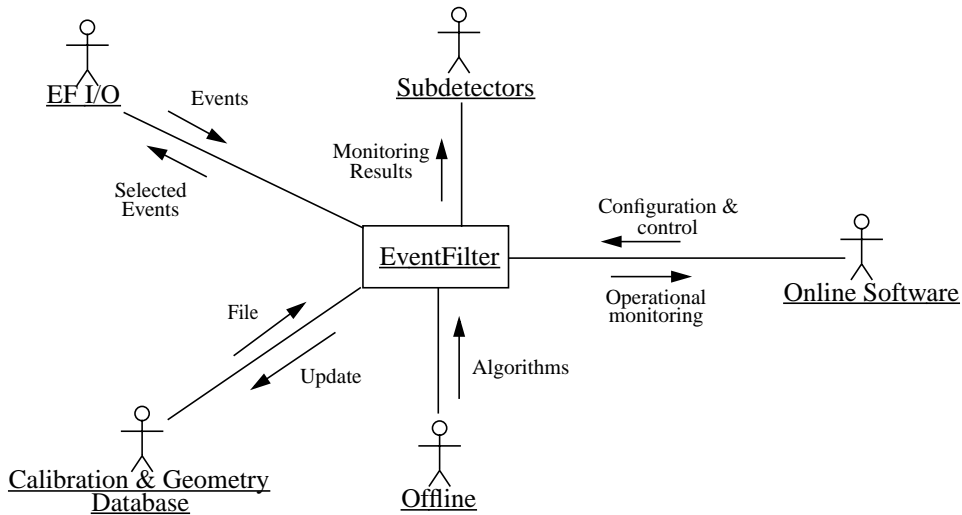 EF I/O
Events
Selected
Events
Subdetectors
Monitoring
Results
Configuration &
control
EventFilter
Operational
monitoring
Online Software
File
Update
Algorithms
Calibration & Geometry
Database
Offline